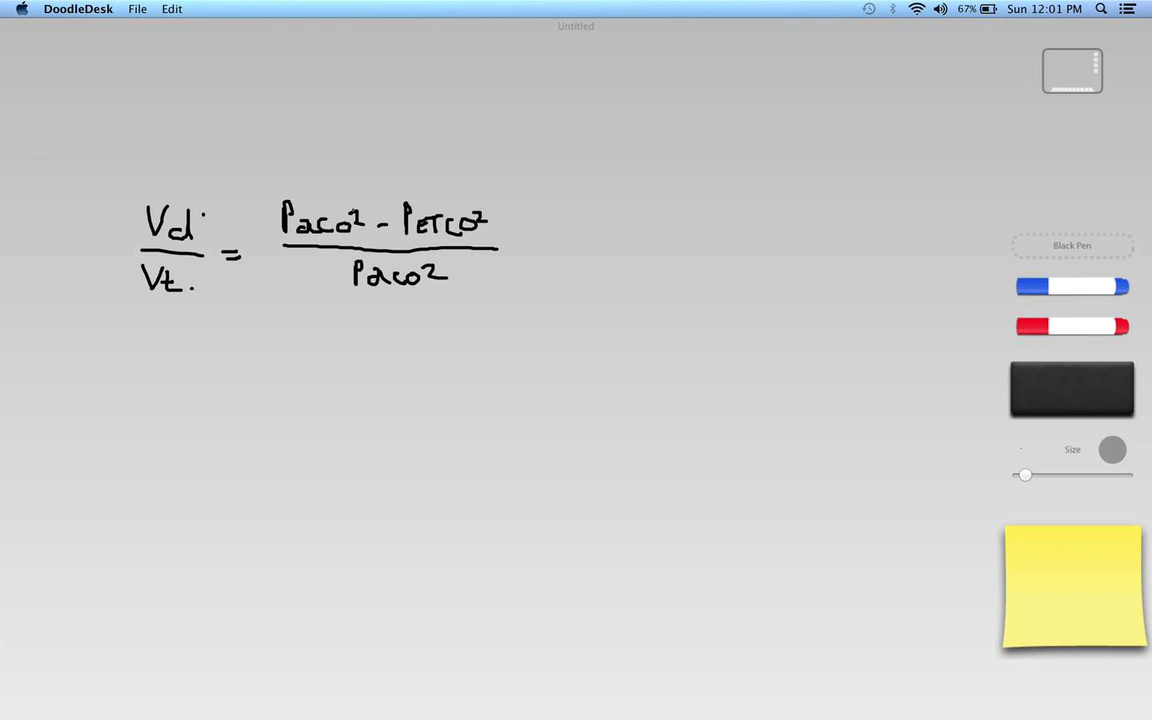 DoodleDesk File Edit 67% Sun 12:01 PM
Untitled
Vd / Vt. = Paco² - PETCO² / Paco²
Black Pen
Size